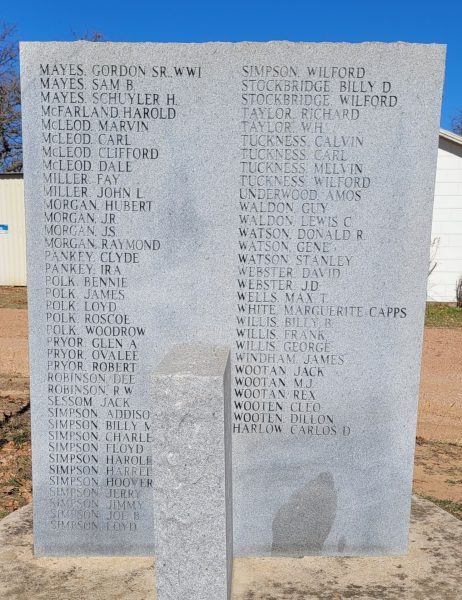 MAYES, GORDON SR. WWI
MAYES, SAM B.
MAYES, SCHUYLER H.
McFARLAND, HAROLD
McLEOD, MARVIN
McLEOD, CARL
McLEOD, CLIFFORD
McLEOD, DALE
MILLER, FAY
MILLER, JOHN L.
MORGAN, HUBERT
MORGAN, JR.
MORGAN, JS
MORGAN, RAYMOND
PANKEY, CLYDE
PANKEY, IRA
POLK, BENNIE
POLK, JAMES
POLK, LOYD
POLK, ROSCOE
POLK, WOODROW
PRYOR, GLEN A.
PRYOR, OVALEE
PRYOR, ROBERT
ROBINSON, DEE
ROBINSON, R.W.
SESSOM, JACK
SIMPSON, ADDISO
SIMPSON, BILLY M
SIMPSON, CHARLE
SIMPSON, FLOYD
SIMPSON, HAROL
SIMPSON, HARREL
SIMPSON, HOOVER
SIMPSON, JERRY
SIMPSON, JIMMY
SIMPSON, JOE B.
SIMPSON, LOYD
SIMPSON, WILFORD
STOCKBRIDGE, BILLY D.
STOCKBRIDGE, WILFORD
TAYLOR, RICHARD
TAYLOR, W.H.
TUCKNESS, CALVIN
TUCKNESS, CARL
TUCKNESS, MELVIN
TUCKNESS, WILFORD
UNDERWOOD, AMOS
WALDON, GUY
WALDON, LEWIS C.
WATSON, DONALD R.
WATSON, GENE
WATSON, STANLEY
WEBSTER, DAVID
WEBSTER, J.D.
WELLS, MAX T.
WHITE, MARGUERITE CAPPS
WILLIS, BILLY B.
WILLIS, FRANK
WILLIS, GEORGE
WINDHAM, JAMES
WOOTAN, JACK
WOOTAN, M.J.
WOOTAN, REX
WOOTEN, CLEO
WOOTEN, DILLON
HARLOW, CARLOS D.